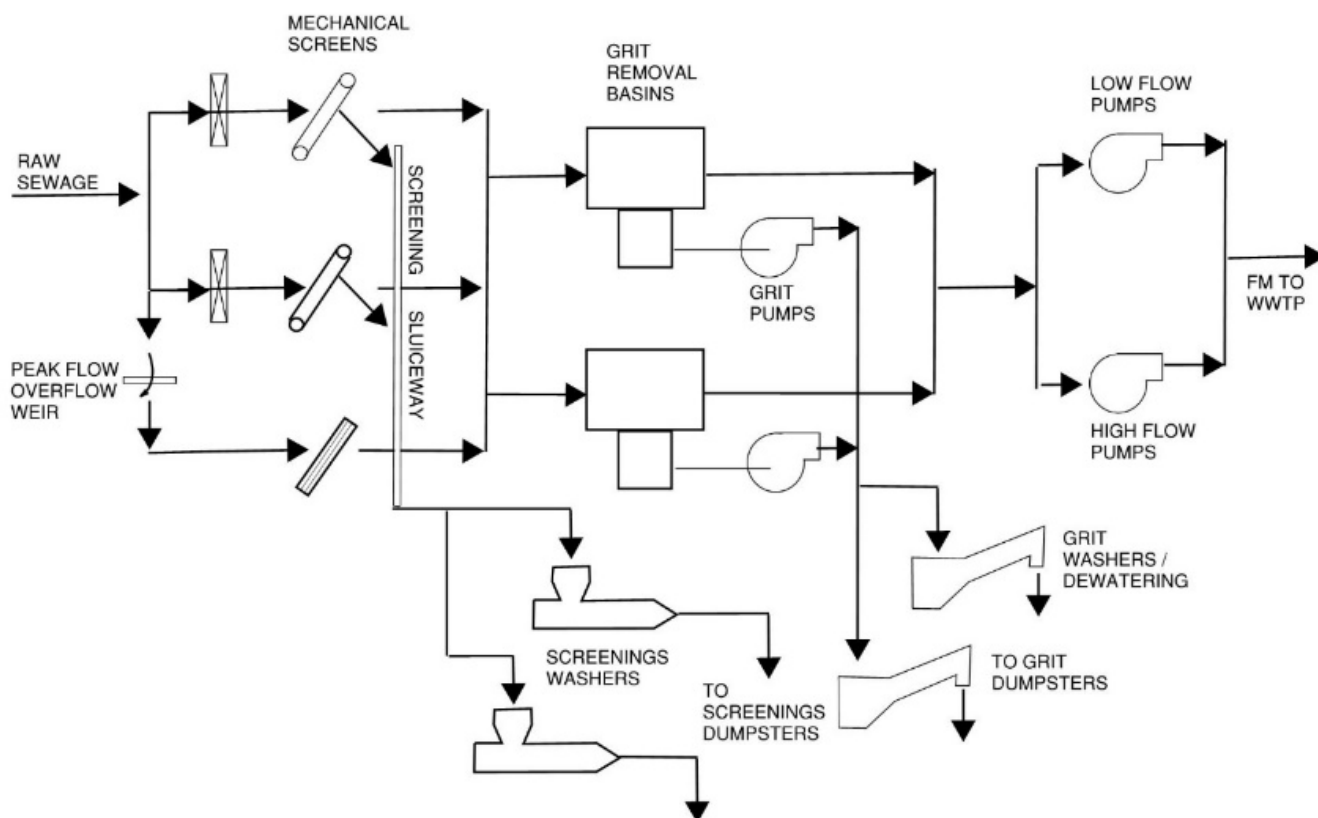 MECHANICAL
SCREENS
GRIT
REMOVAL
BASINS
LOW FLOW
PUMPS
RAW
SEWAGE
SCREENING
SLUICEWAY
GRIT
PUMPS
FM TO
WWTP
PEAK FLOW
OVERFLOW
WEIR
HIGH FLOW
PUMPS
GRIT
WASHERS /
DEWATERING
SCREENINGS
WASHERS
TO
SCREENINGS
DUMPSTERS
TO GRIT
DUMPSTERS